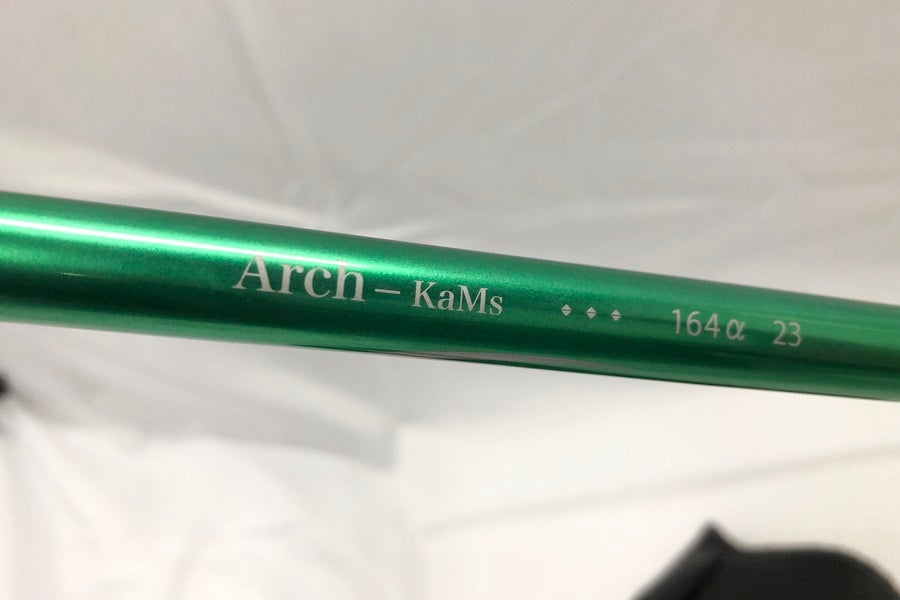 Arch – KaMs ♦ ♦ ♦ 164α 23